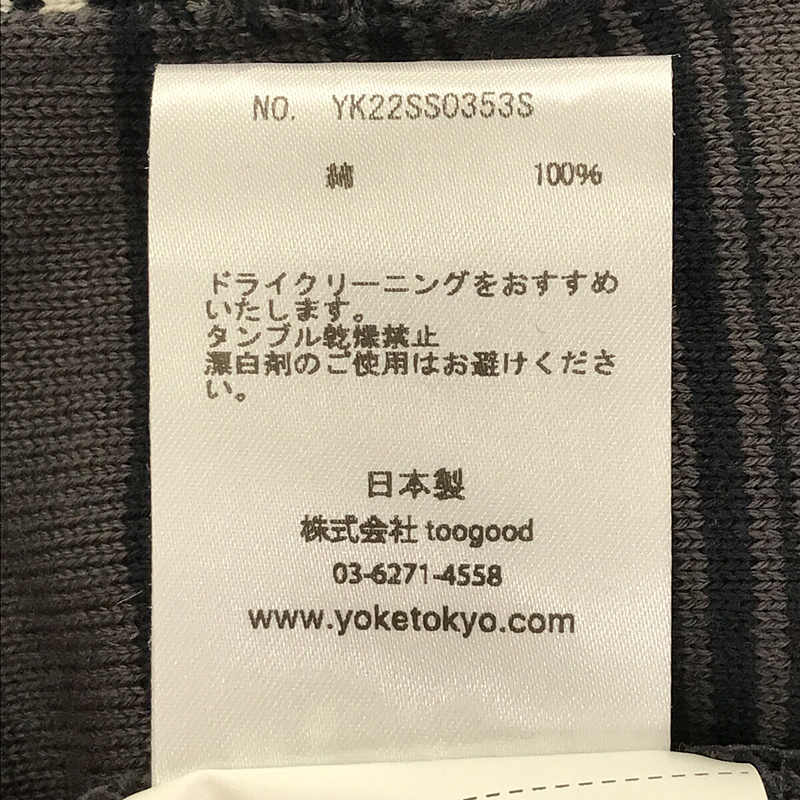 NO. YK22SS0353S
綿 100%
ドライクリーニングをおすすめ
いたします。
タンブル乾燥禁止
漂白剤のご使用はお避けくださ
い。
日本製
株式会社 toogood
03-6271-4558
www.yoketokyo.com